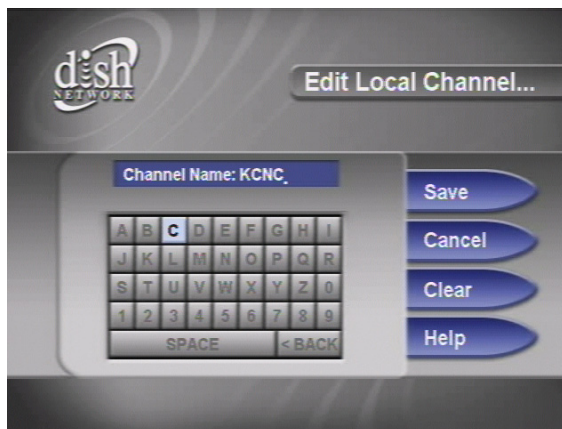 dish
NETWORK
Edit Local Channel...
Channel Name: KCNC_
Save
Cancel
Clear
Help
A B C D E F G H I
J K L M N O P Q R
S T U V W X Y Z 0
1 2 3 4 5 6 7 8 9
SPACE < BACK